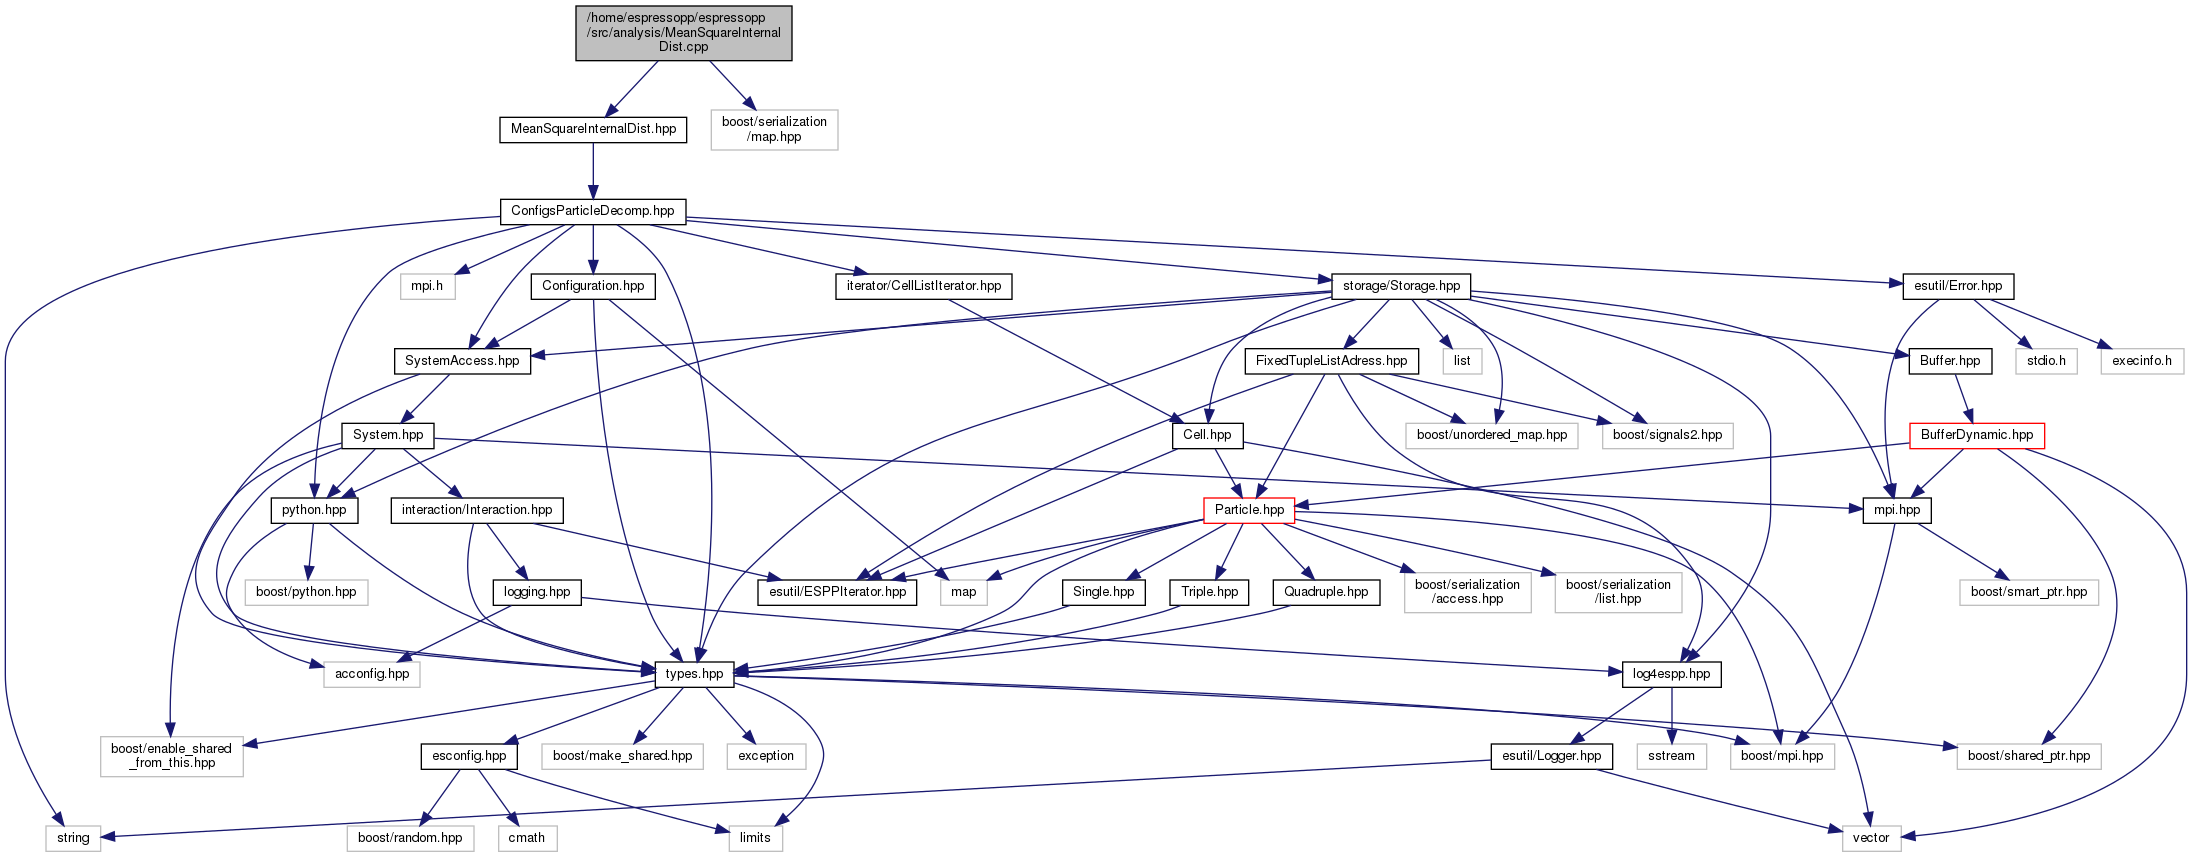 /home/espressopp/espressopp
/src/analysis/MeanSquareInternal
Dist.cpp
MeanSquareInternalDist.hpp
boost/serialization
/map.hpp
ConfigsParticleDecomp.hpp
mpi.h
Configuration.hpp
iterator/CellListIterator.hpp
storage/Storage.hpp
esutil/Error.hpp
SystemAccess.hpp
FixedTupleListAdress.hpp
list
Buffer.hpp
stdio.h
execinfo.h
System.hpp
Cell.hpp
boost/unordered_map.hpp
boost/signals2.hpp
BufferDynamic.hpp
python.hpp
interaction/Interaction.hpp
Particle.hpp
mpi.hpp
boost/python.hpp
logging.hpp
esutil/ESPPIterator.hpp
map
Single.hpp
Triple.hpp
Quadruple.hpp
boost/serialization
/access.hpp
boost/serialization
/list.hpp
boost/smart_ptr.hpp
acconfig.hpp
types.hpp
log4espp.hpp
boost/enable_shared
_from_this.hpp
esconfig.hpp
boost/make_shared.hpp
exception
esutil/Logger.hpp
sstream
boost/mpi.hpp
boost/shared_ptr.hpp
string
boost/random.hpp
cmath
limits
vector